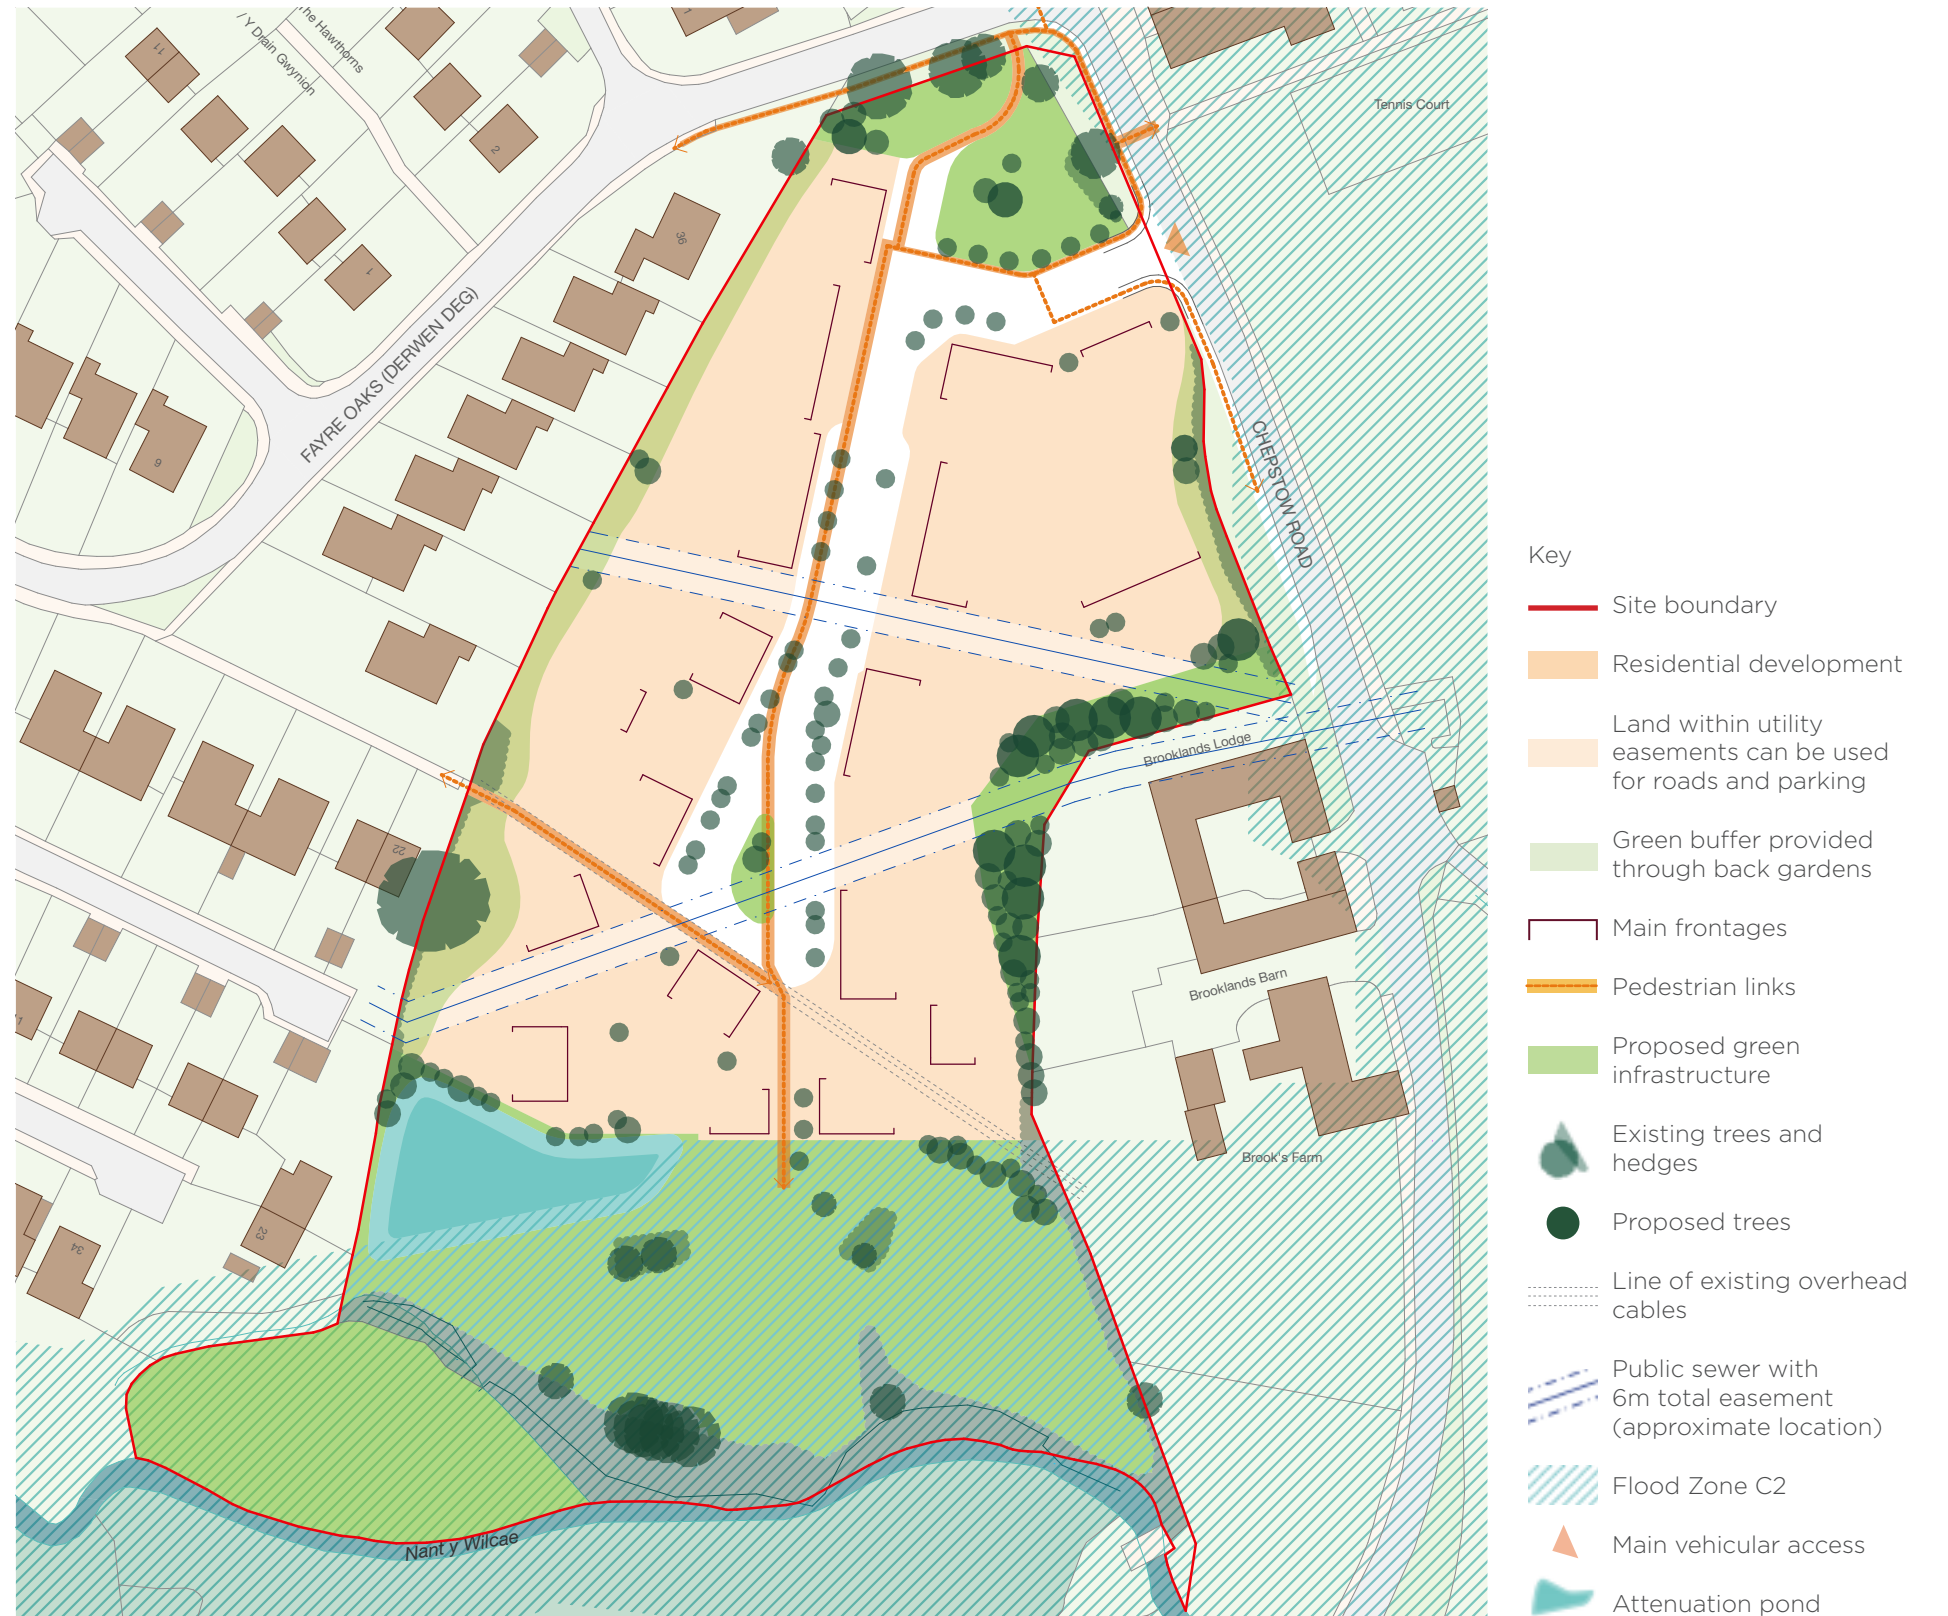 The Hawthorns
/ Y Drain Gwynion
11
2
1
36
9
FAYRE OAKS (DERWEN DEG)
Tennis Court
CHEPSTOW ROAD
Brooklands Lodge
22
Brooklands Barn
Brook's Farm
23
34
Nant y Wilcae
Key
Site boundary
Residential development
Land within utility
easements can be used
for roads and parking
Green buffer provided
through back gardens
Main frontages
Pedestrian links
Proposed green
infrastructure
Existing trees and
hedges
Proposed trees
Line of existing overhead
cables
Public sewer with
6m total easement
(approximate location)
Flood Zone C2
Main vehicular access
Attenuation pond